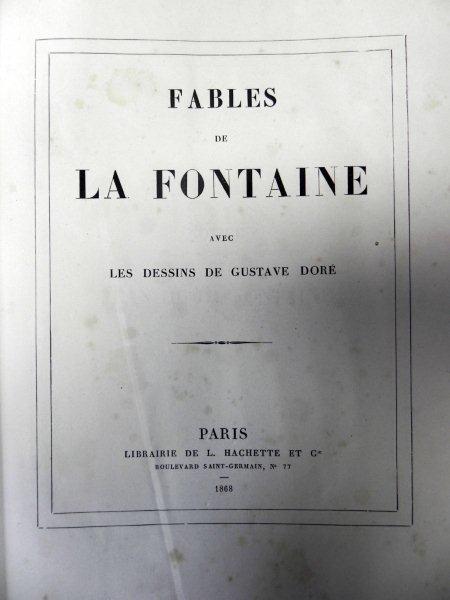 FABLES
DE
LA FONTAINE
AVEC
LES DESSINS DE GUSTAVE DORÉ
PARIS
LIBRAIRIE DE L. HACHETTE ET Cie
BOULEVARD SAINT-GERMAIN, No 77
1868